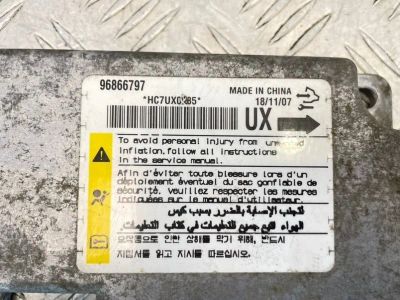 96866797
MADE IN CHINA
18/11/07
UX
To avoid personal injury from
inflation,follow all instructions
in the service manual.
Afin d'éviter toute blessure lors d'un
déploiement éventuel du sac gonflable de
sécurité. Veuillez respecter les mesures
indiquées sur le manual d'utilisateur.
لتجنب الإصابة بالضرر بسبب كيس
الهواء اتبع جميع التعليمات في كتاب التعليمات
오작동으로 인한 상해를 막기 위해, 반드시
지침서를 읽고 지시를 따르십시오.